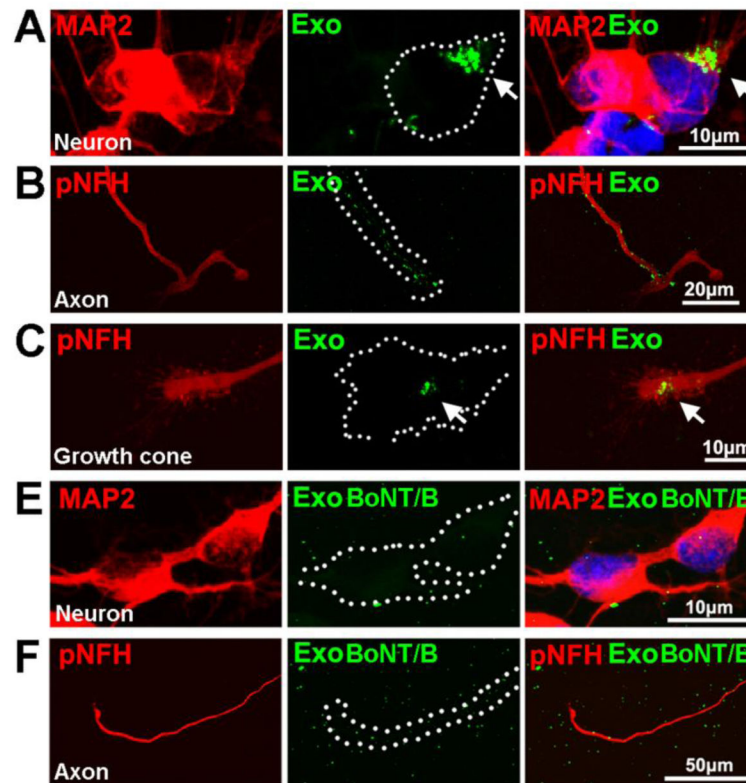 A MAP2 Exo MAP2 Exo
Neuron 10µm
B pNFH Exo pNFH Exo
Axon 20µm
C pNFH Exo pNFH Exo
Growth cone 10µm
E MAP2 Exo BoNT/B MAP2 Exo BoNT/B
Neuron 10µm
F pNFH Exo BoNT/B pNFH Exo BoNT/B
Axon 50µm